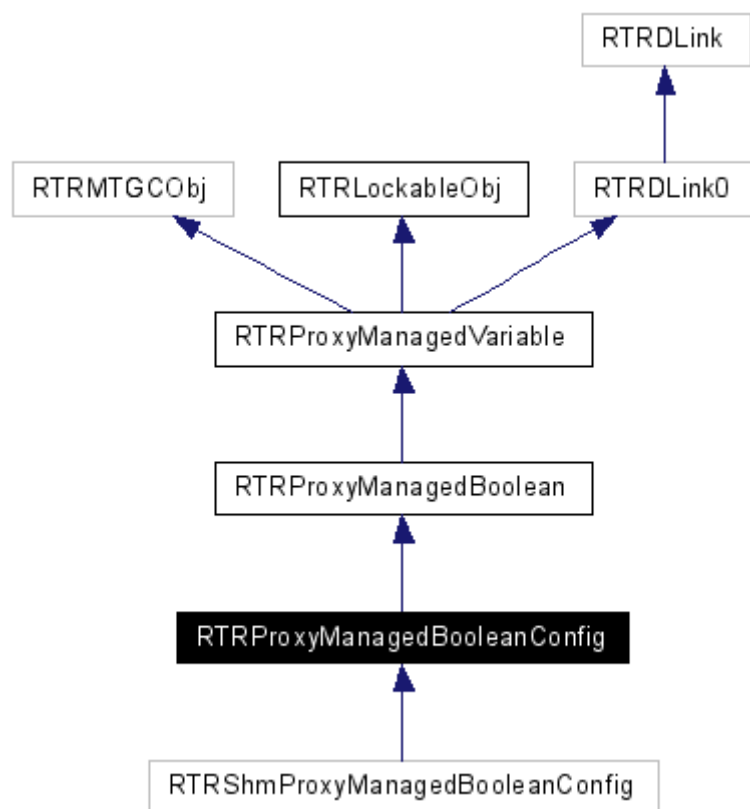 RTRDLink
RTRMTGCObj
RTRLockableObj
RTRDLink0
RTRProxyManagedVariable
RTRProxyManagedBoolean
RTRProxyManagedBooleanConfig
RTRShmProxyManagedBooleanConfig